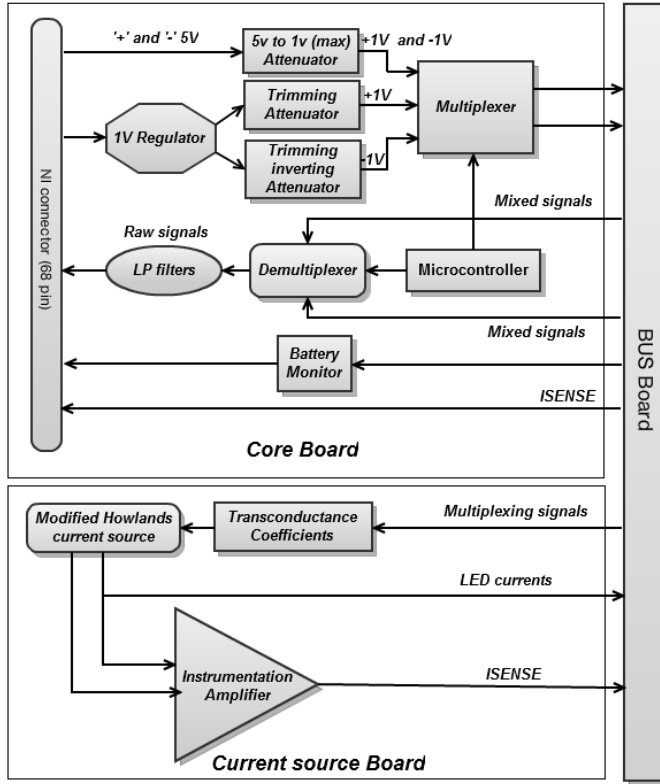 '+' and '-' 5V
5v to 1v (max)
Attenuator
+1V and -1V
Trimming
Attenuator
+1V
Multiplexer
1V Regulator
Trimming
inverting
Attenuator
-1V
NI connector (68 pin)
Mixed signals
Raw signals
LP filters
Demultiplexer
Microcontroller
Mixed signals
Battery
Monitor
ISENSE
Core Board
BUS Board
Modified Howlands
current source
Transconductance
Coefficients
Multiplexing signals
LED currents
Instrumentation
Amplifier
ISENSE
Current source Board